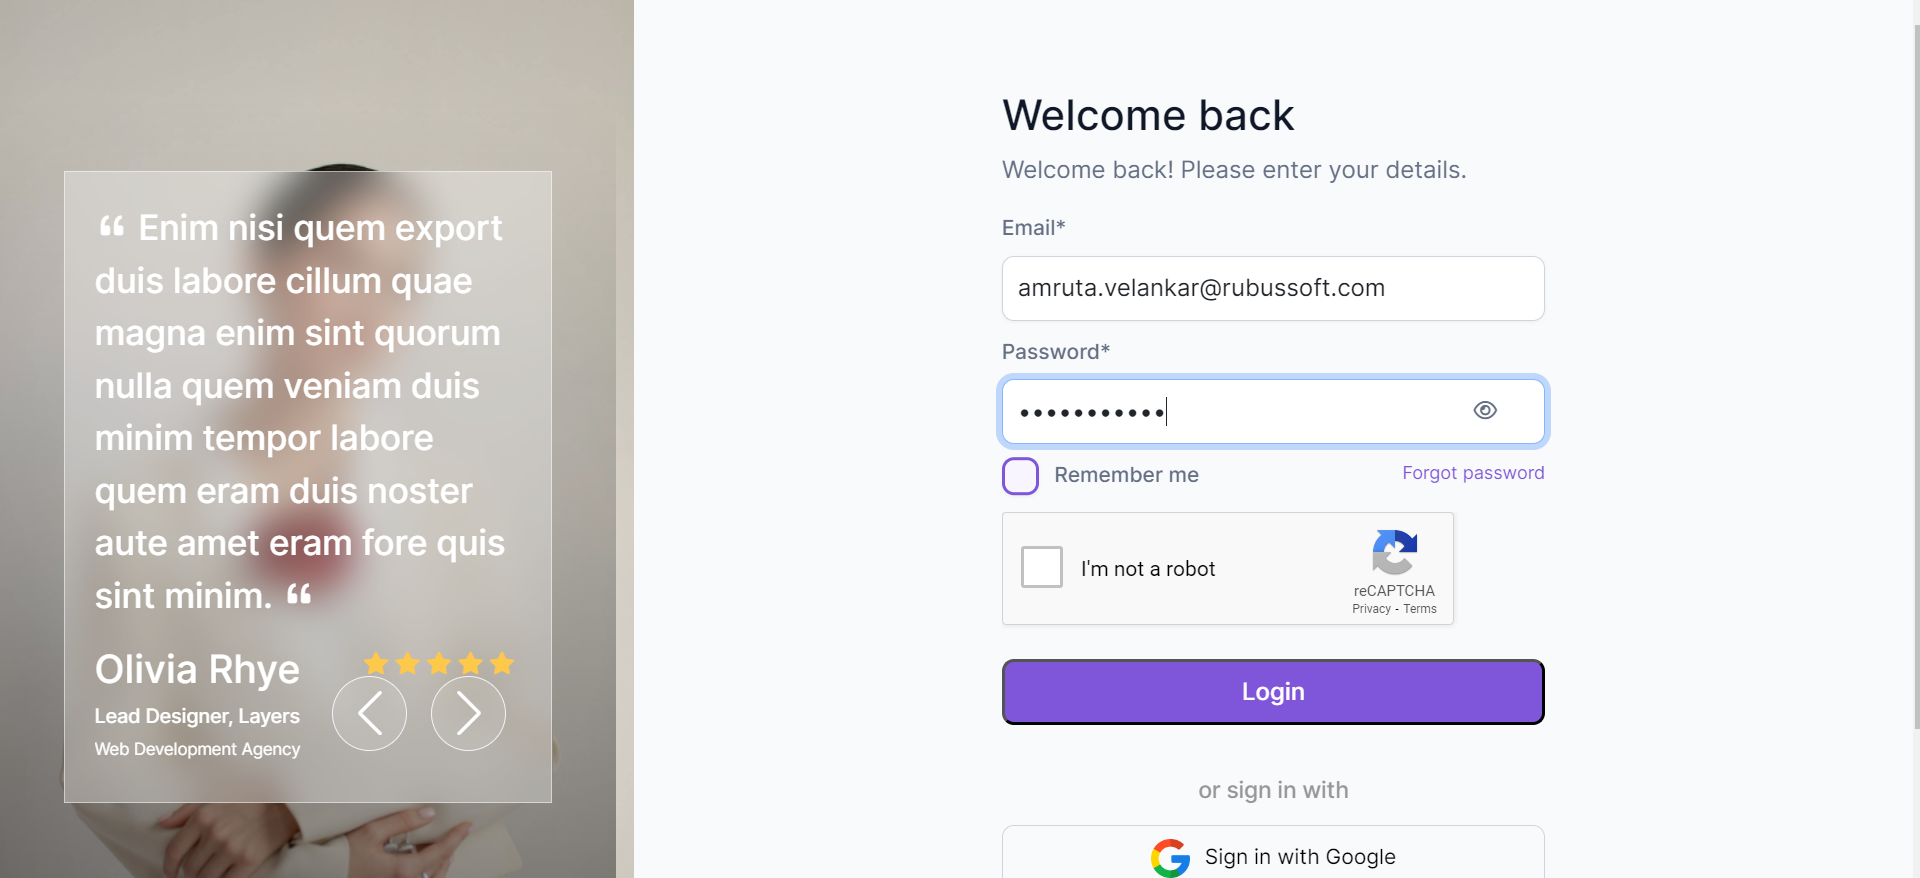 “ Enim nisi quem export
duis labore cillum quae
magna enim sint quorum
nulla quem veniam duis
minim tempor labore
quem eram duis noster
aute amet eram fore quis
sint minim. “
Olivia Rhye
Lead Designer, Layers
Web Development Agency
Welcome back
Welcome back! Please enter your details.
Email*
amruta.velankar@rubussoft.com
Password*
•••••••••••
Remember me
Forgot password
I'm not a robot
reCAPTCHA
Privacy - Terms
Login
or sign in with
Sign in with Google